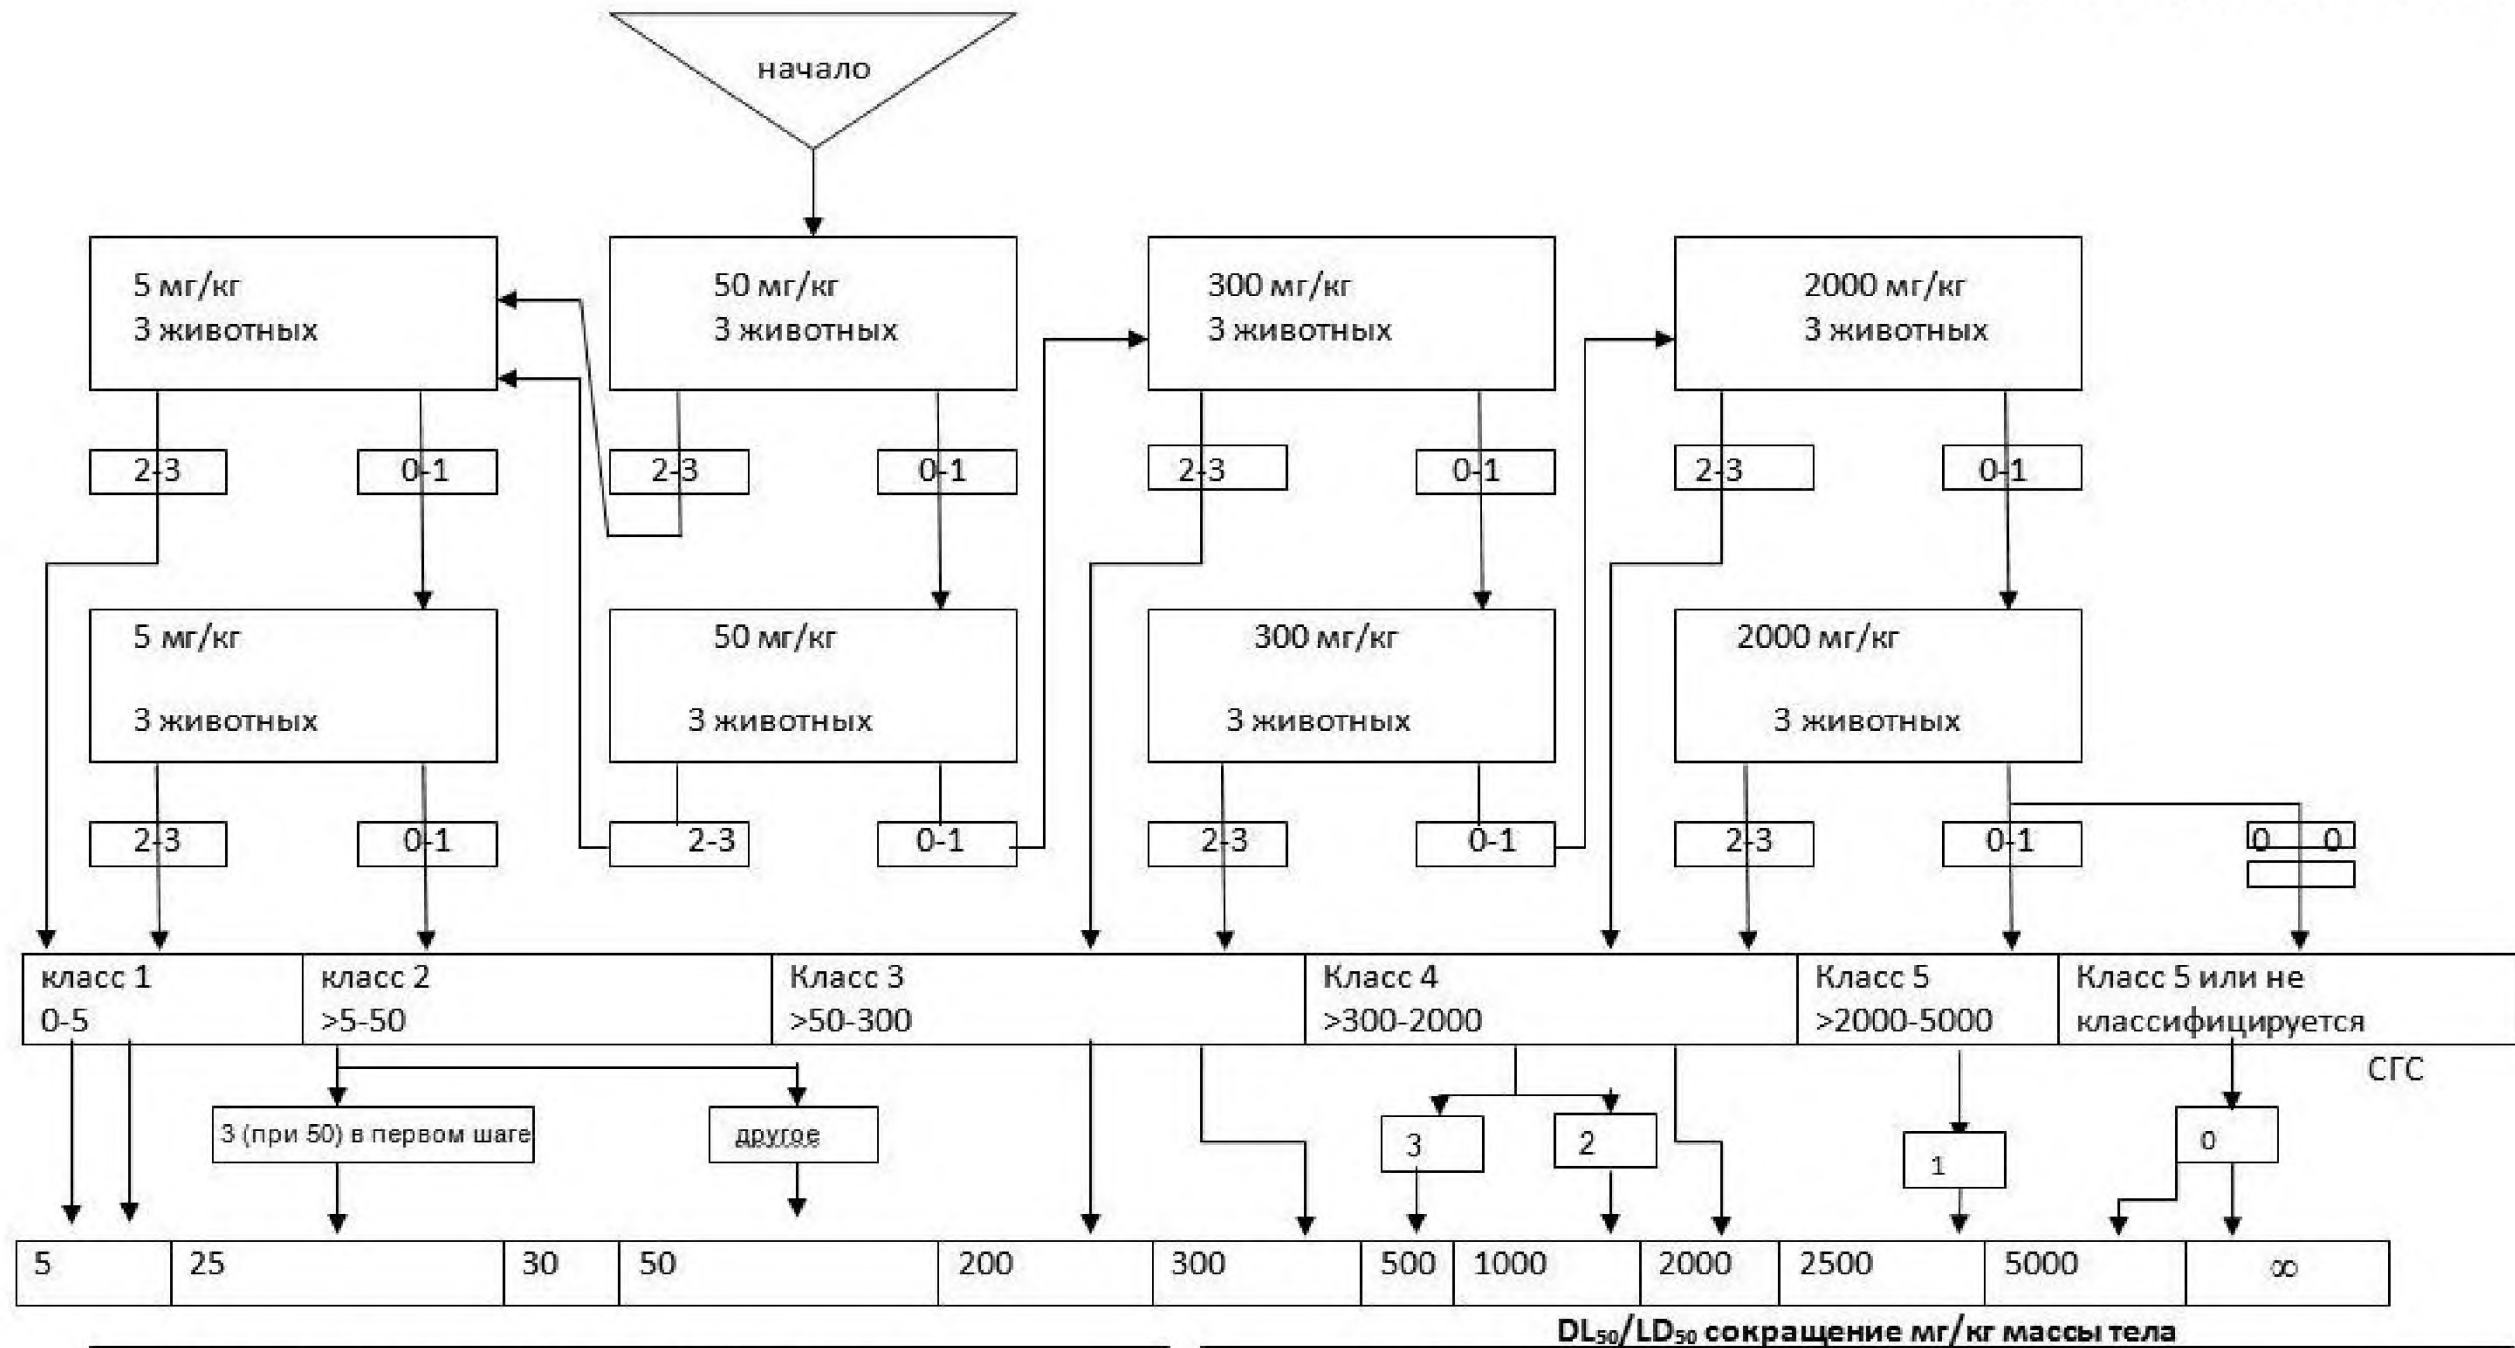 начало
5 мг/кг
3 животных
50 мг/кг
3 животных
300 мг/кг
3 животных
2000 мг/кг
3 животных
2-3
0-1
2-3
0-1
2-3
0-1
2-3
0-1
5 мг/кг
3 животных
50 мг/кг
3 животных
300 мг/кг
3 животных
2000 мг/кг
3 животных
2-3
0-1
2-3
0-1
2-3
0-1
2-3
0-1
0 0
класс 1
0-5
класс 2
>5-50
Класс 3
>50-300
Класс 4
>300-2000
Класс 5
>2000-5000
Класс 5 или не
классифицируется
СГС
3 (при 50) в первом шаге
другое
3
2
1
0
5
25
30
50
200
300
500
1000
2000
2500
5000
∞
DL₅₀/LD₅₀ сокращение мг/кг массы тела